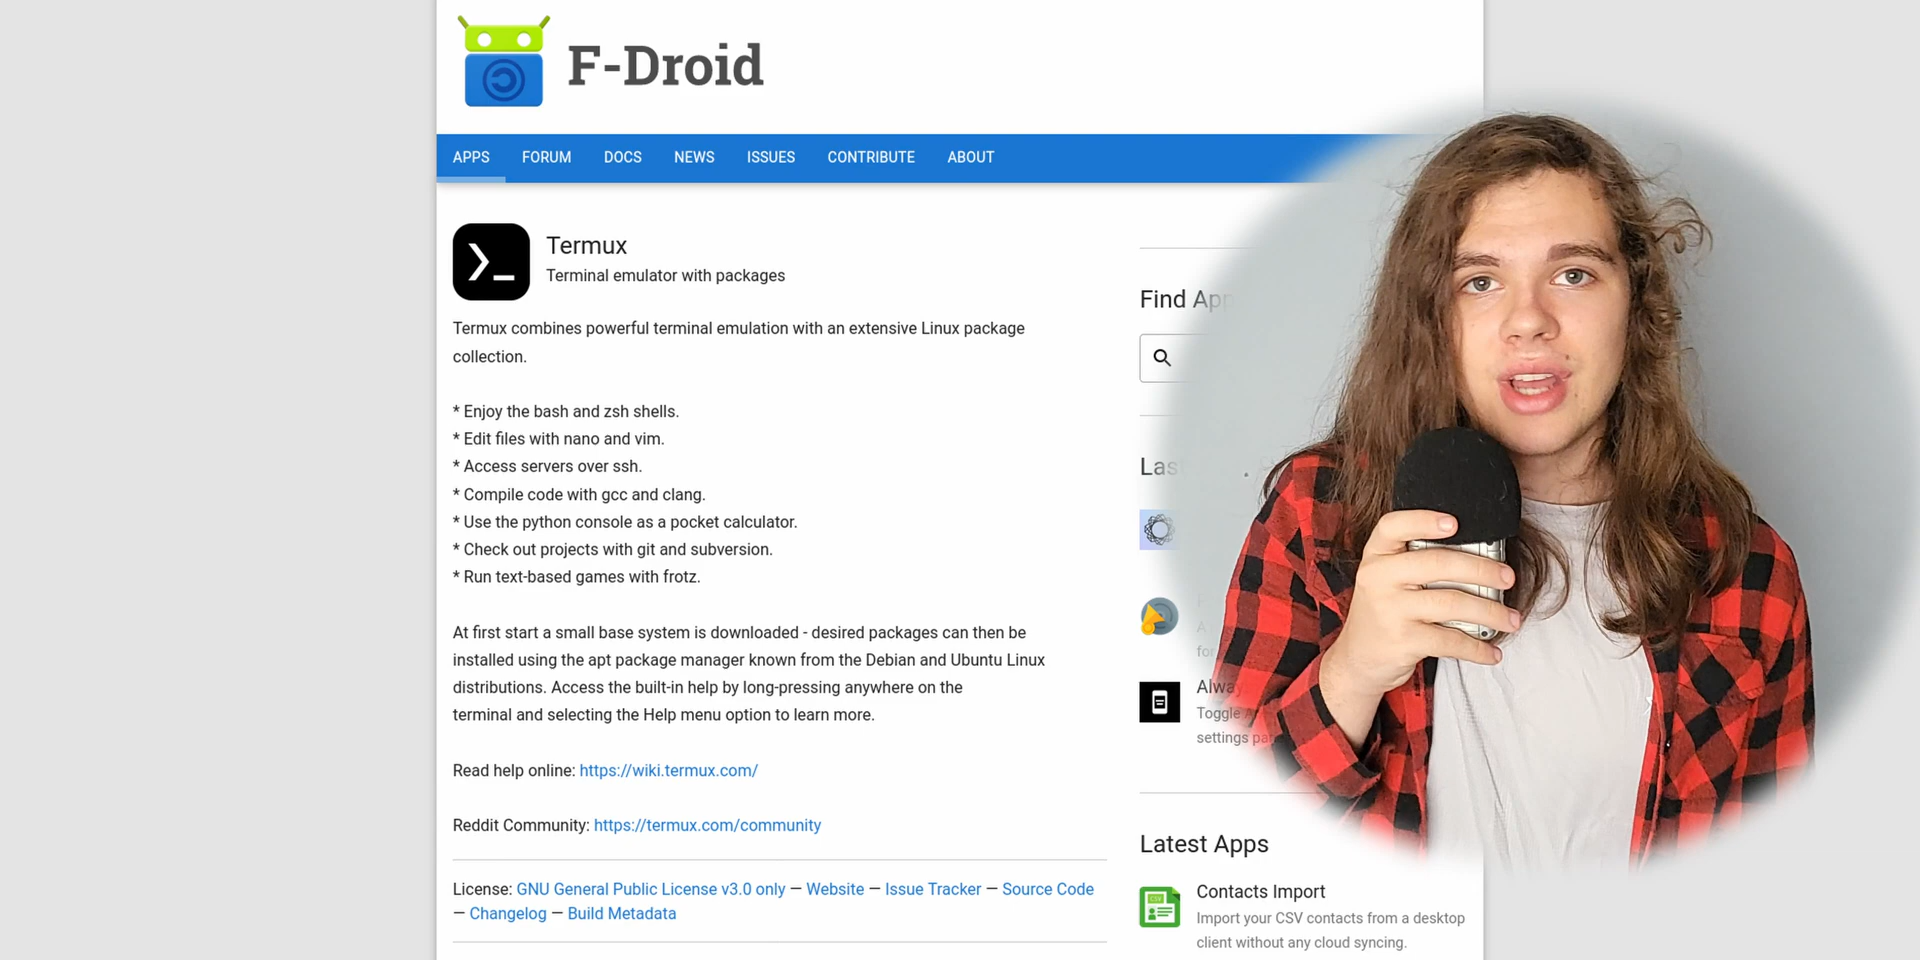 F-Droid
APPS FORUM DOCS NEWS ISSUES CONTRIBUTE ABOUT
Termux
Terminal emulator with packages
Termux combines powerful terminal emulation with an extensive Linux package
collection.
* Enjoy the bash and zsh shells.
* Edit files with nano and vim.
* Access servers over ssh.
* Compile code with gcc and clang.
* Use the python console as a pocket calculator.
* Check out projects with git and subversion.
* Run text-based games with frotz.
At first start a small base system is downloaded - desired packages can then be
installed using the apt package manager known from the Debian and Ubuntu Linux
distributions. Access the built-in help by long-pressing anywhere on the
terminal and selecting the Help menu option to learn more.
Read help online: https://wiki.termux.com/
Reddit Community: https://termux.com/community
License: GNU General Public License v3.0 only — Website — Issue Tracker — Source Code
— Changelog — Build Metadata
Find
for
Toggle
settings
Latest Apps
CSV
Contacts Import
Import your CSV contacts from a desktop
client without any cloud syncing.